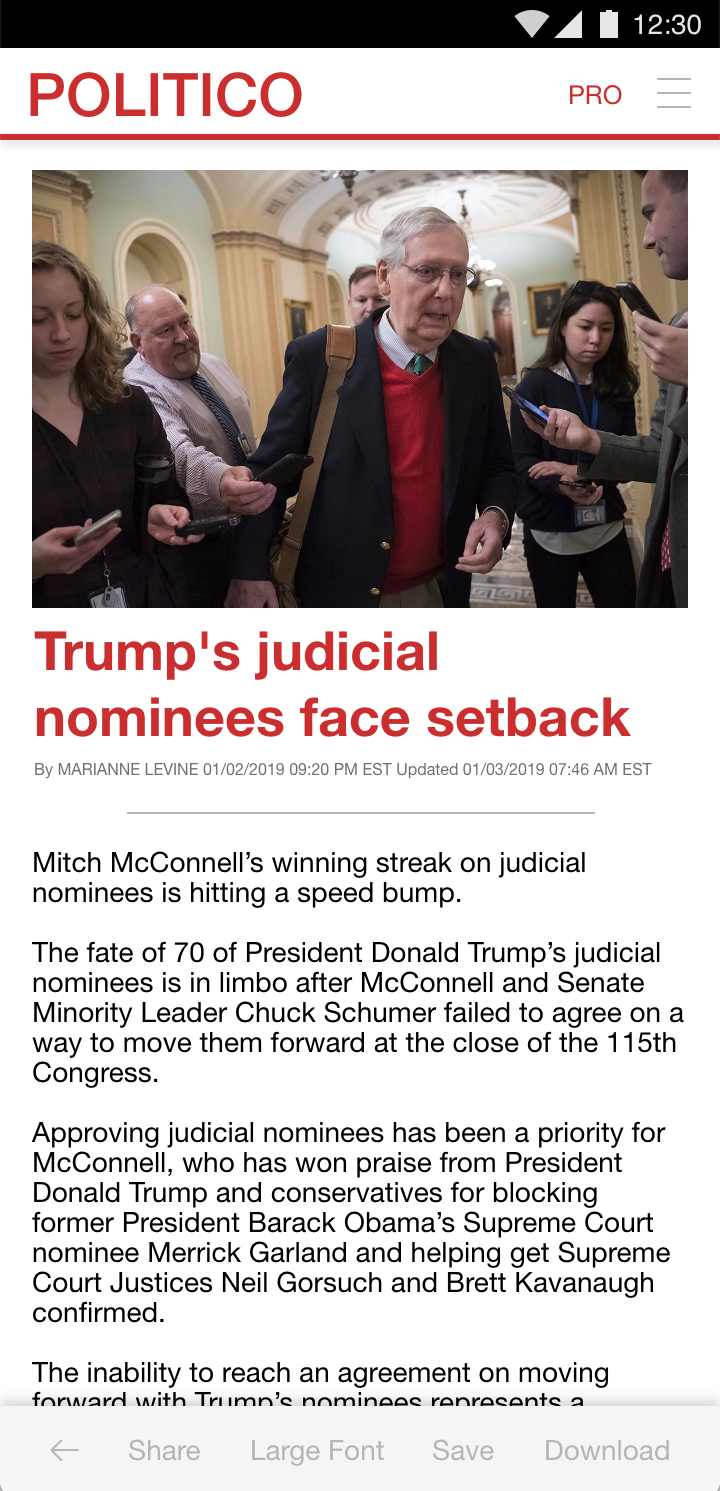 12:30
POLITICO
PRO
Trump's judicial
nominees face setback
By MARIANNE LEVINE 01/02/2019 09:20 PM EST Updated 01/03/2019 07:46 AM EST
Mitch McConnell’s winning streak on judicial
nominees is hitting a speed bump.
The fate of 70 of President Donald Trump’s judicial
nominees is in limbo after McConnell and Senate
Minority Leader Chuck Schumer failed to agree on a
way to move them forward at the close of the 115th
Congress.
Approving judicial nominees has been a priority for
McConnell, who has won praise from President
Donald Trump and conservatives for blocking
former President Barack Obama’s Supreme Court
nominee Merrick Garland and helping get Supreme
Court Justices Neil Gorsuch and Brett Kavanaugh
confirmed.
The inability to reach an agreement on moving
forward with Trump’s nominees represents a
Share Large Font Save Download